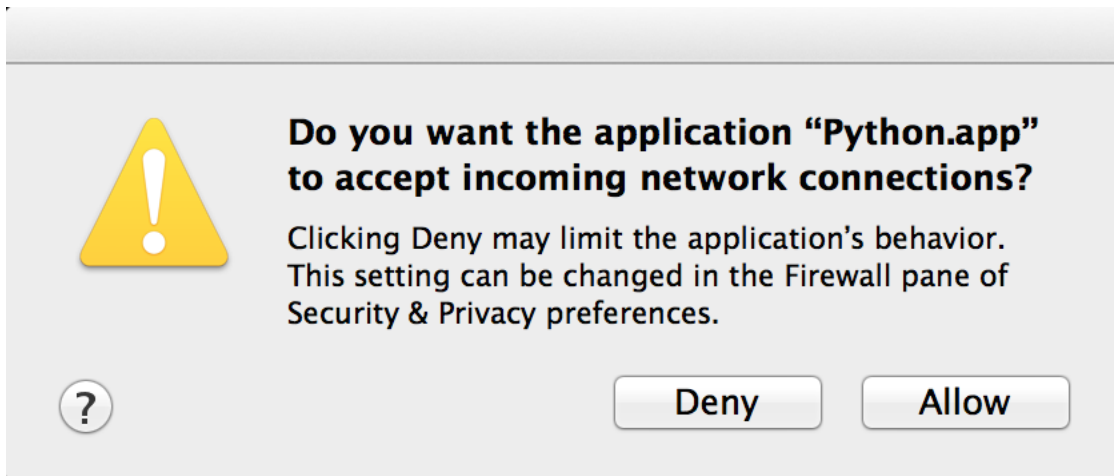 Do you want the application “Python.app”
to accept incoming network connections?
Clicking Deny may limit the application’s behavior.
This setting can be changed in the Firewall pane of
Security & Privacy preferences.
?
Deny
Allow